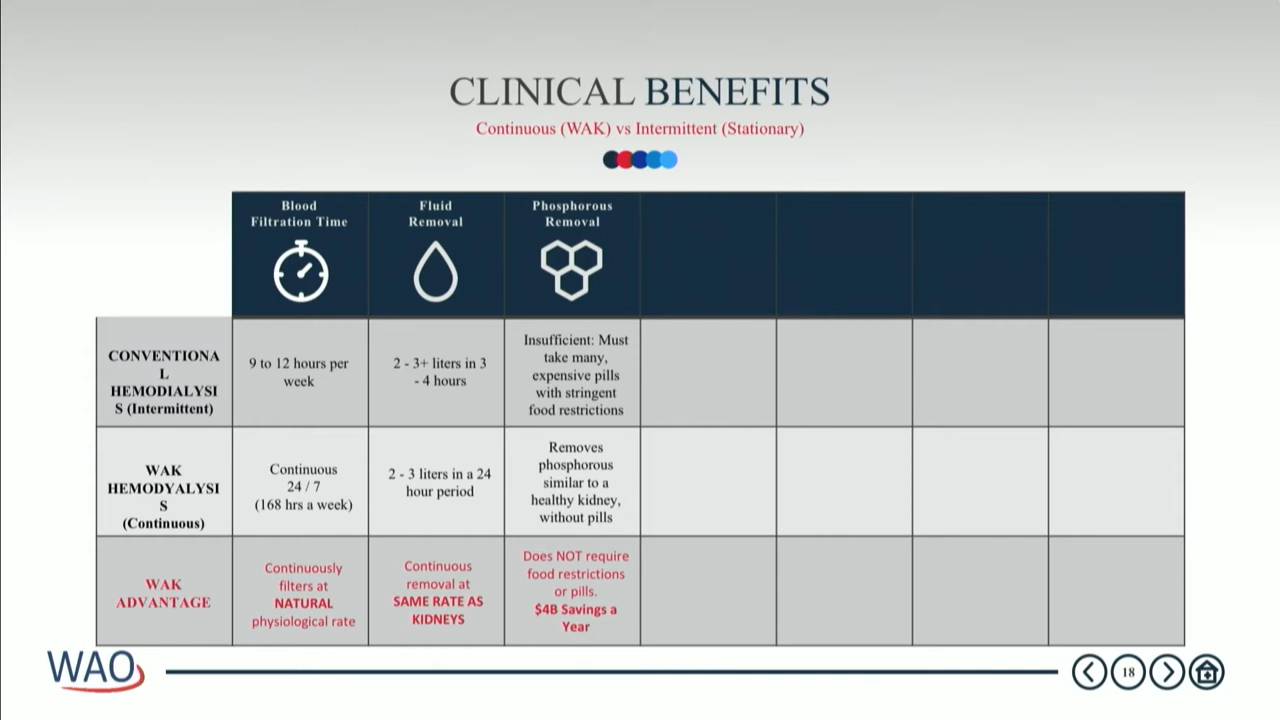 CLINICAL BENEFITS
Continuous (WAK) vs Intermittent (Stationary)
Blood
Filtration Time
Fluid
Removal
Phosphorous
Removal
CONVENTIONA
L
HEMODIALYSI
S (Intermittent)
9 to 12 hours per
week
2 - 3+ liters in 3
- 4 hours
Insufficient: Must
take many,
expensive pills
with stringent
food restrictions
WAK
HEMODYALYSI
S
(Continuous)
Continuous
24 / 7
(168 hrs a week)
2 - 3 liters in a 24
hour period
Removes
phosphorous
similar to a
healthy kidney,
without pills
WAK
ADVANTAGE
Continuously
filters at
NATURAL
physiological rate
Continuous
removal at
SAME RATE AS
KIDNEYS
Does NOT require
food restrictions
or pills.
$4B Savings a
Year
WAO
18